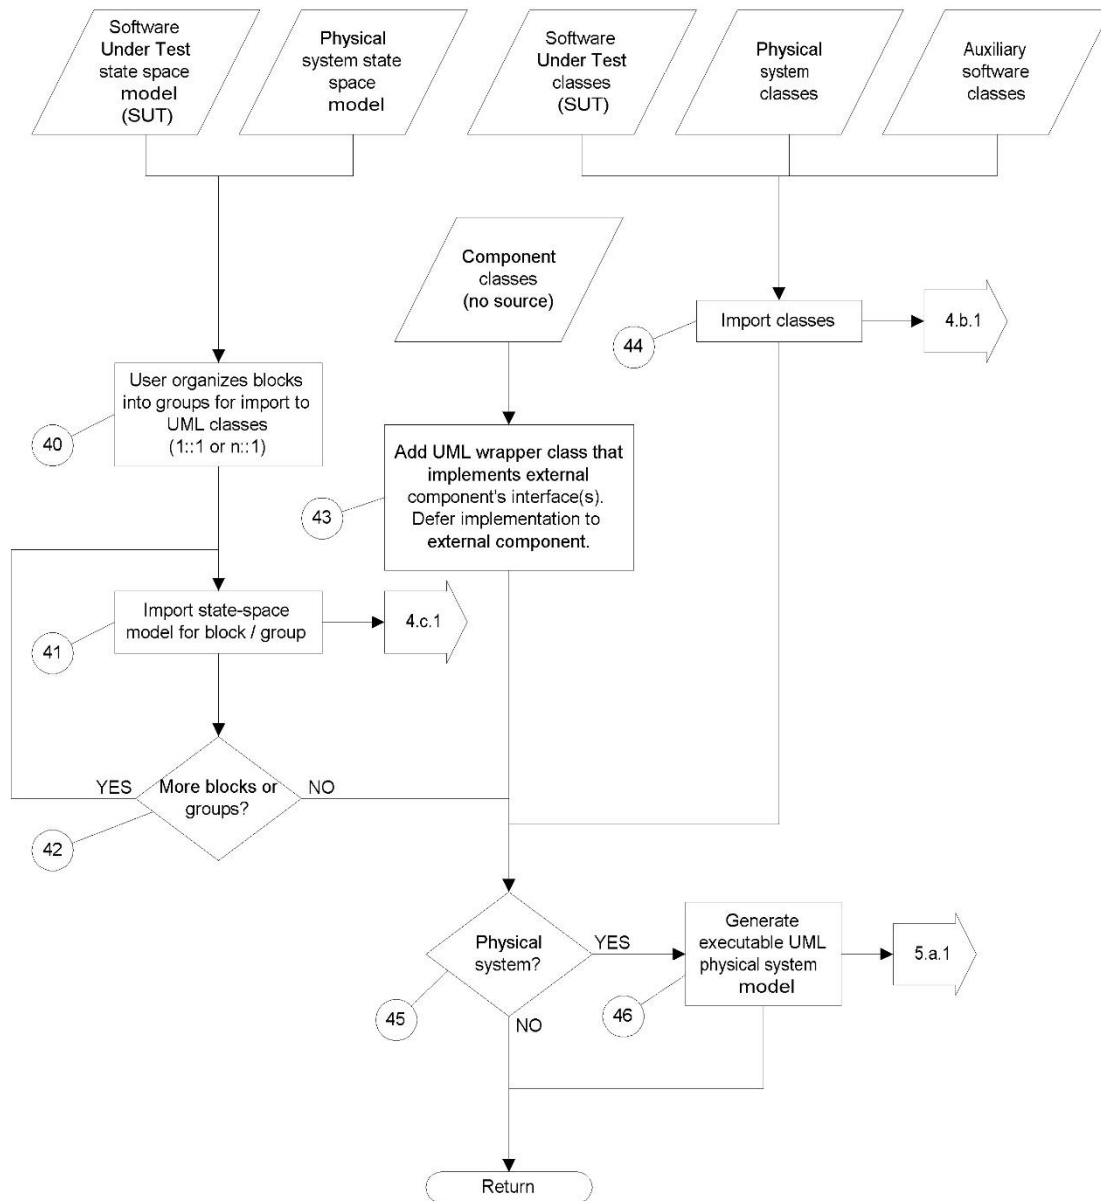 Software
Under Test
state space
model
(SUT)
Physical
system state
space
model
Software
Under Test
classes
(SUT)
Physical
system
classes
Auxiliary
software
classes
Component
classes
(no source)
Import classes
4.b.1
44
User organizes blocks
into groups for import to
UML classes
(1::1 or n::1)
40
Add UML wrapper class that
implements external
component's interface(s).
Defer implementation to
external component.
43
Import state-space
model for block / group
4.c.1
41
YES
More blocks or
groups?
NO
42
Physical
system?
YES
NO
45
Generate
executable UML
physical system
model
5.a.1
46
Return